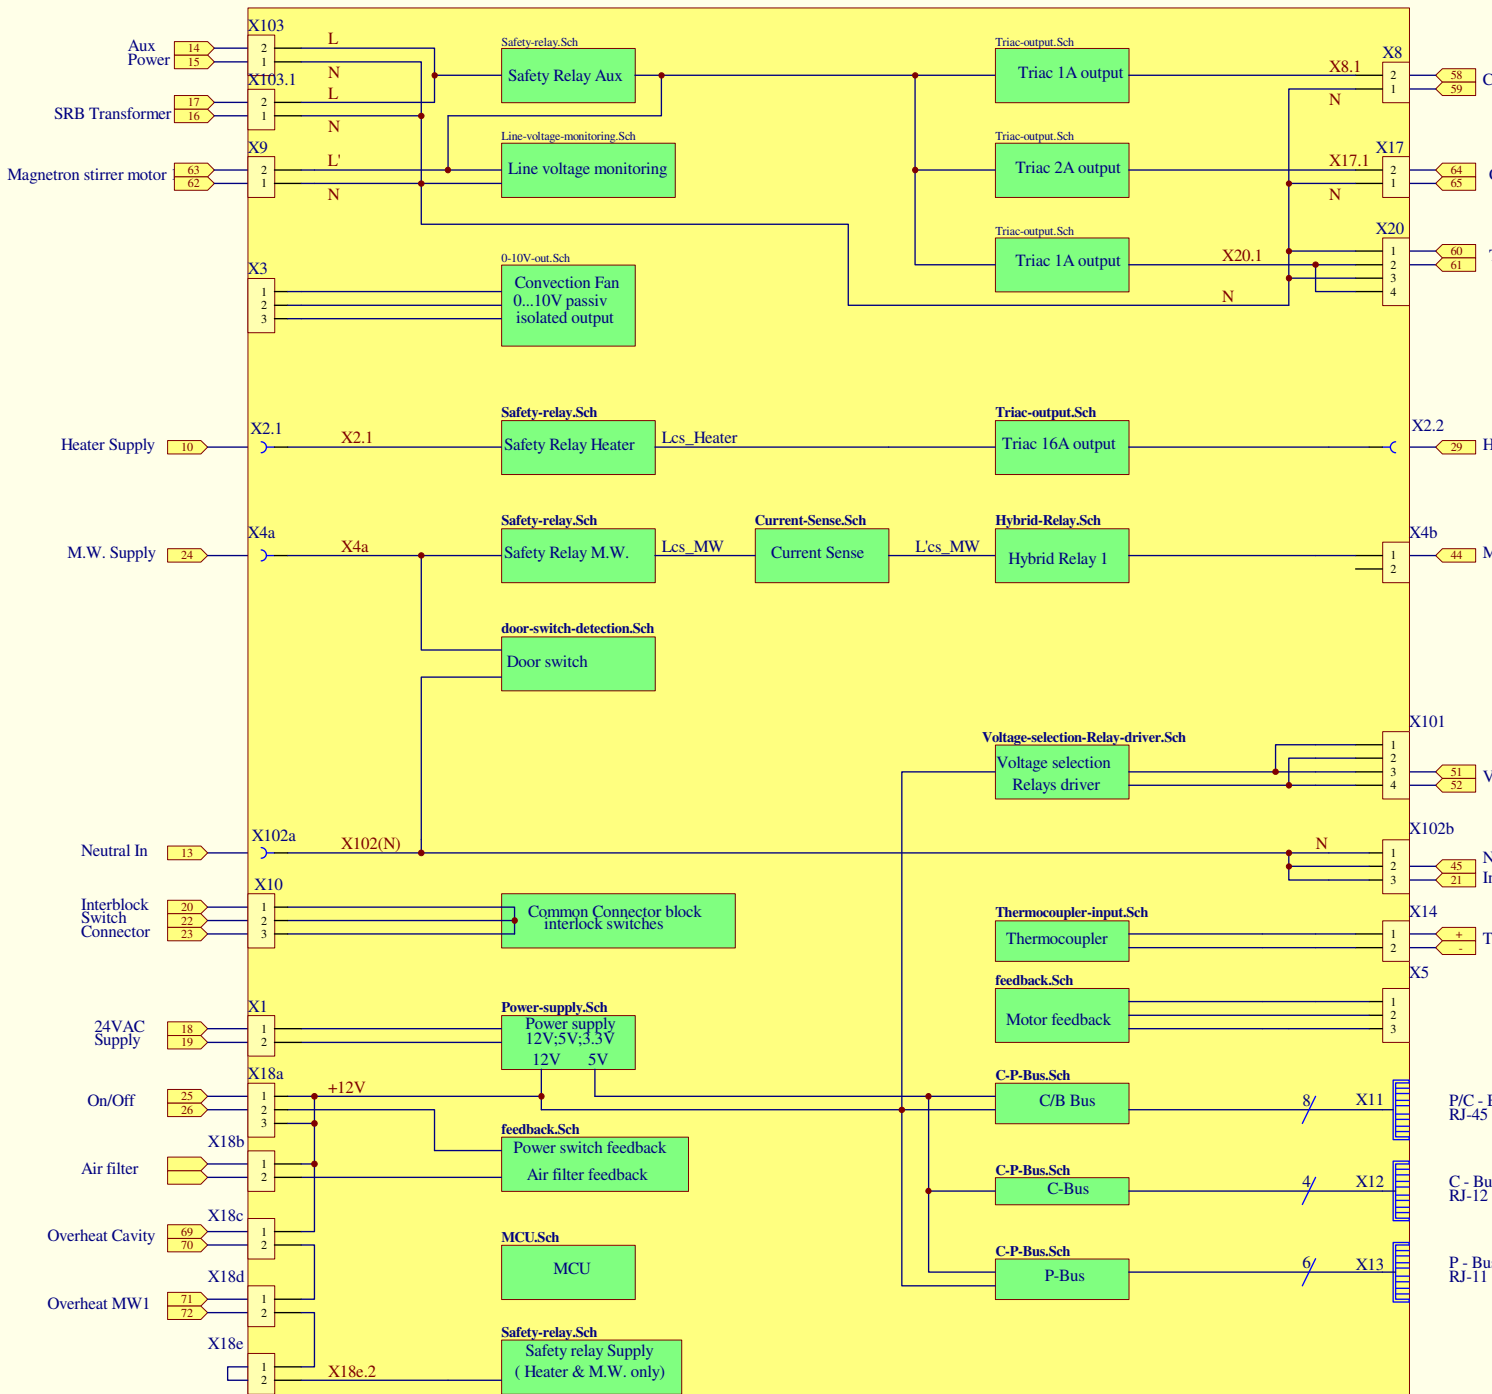 X103
Aux
Power
14
15
2
1
L
N
Safety-relay.Sch
Safety Relay Aux
Triac-output.Sch
Triac 1A output
X8.1
N
X8
2
1
58
59
C
X103.1
SRB Transformer
17
16
2
1
L
N
Line-voltage-monitoring.Sch
Line voltage monitoring
Triac-output.Sch
Triac 2A output
X17.1
N
X17
2
1
64
65
X9
Magnetron stirrer motor
63
62
2
1
L'
N
X3
1
2
3
0-10V-out.Sch
Convection Fan
0...10V passiv
isolated output
Triac-output.Sch
Triac 1A output
X20.1
N
X20
1
2
3
4
60
61
Heater Supply
10
X2.1
X2.1
Safety-relay.Sch
Safety Relay Heater
Lcs_Heater
Triac-output.Sch
Triac 16A output
X2.2
29
H
M.W. Supply
24
X4a
X4a
Safety-relay.Sch
Safety Relay M.W.
Lcs_MW
Current-Sense.Sch
Current Sense
L'cs_MW
Hybrid-Relay.Sch
Hybrid Relay 1
X4b
1
2
44
M
door-switch-detection.Sch
Door switch
Voltage-selection-Relay-driver.Sch
Voltage selection
Relays driver
X101
1
2
3
4
51
52
V
Neutral In
13
X102a
X102(N)
N
X102b
1
2
3
45
21
N
In
Interblock
Switch
Connector
20
22
23
X10
1
2
3
Common Connector block
interlock switches
Thermocoupler-input.Sch
Thermocoupler
X14
1
2
+
-
T
feedback.Sch
Motor feedback
X5
1
2
3
24VAC
Supply
18
19
X1
1
2
Power-supply.Sch
Power supply
12V;5V;3.3V
12V 5V
On/Off
25
26
X18a
1
2
3
+12V
C-P-Bus.Sch
C/B Bus
8
X11
P/C - B
RJ-45
feedback.Sch
Power switch feedback
Air filter feedback
Air filter
X18b
1
2
C-P-Bus.Sch
C-Bus
4
X12
C - Bus
RJ-12
Overheat Cavity
69
70
X18c
1
2
MCU.Sch
MCU
C-P-Bus.Sch
P-Bus
6
X13
P - Bus
RJ-11
Overheat MW1
71
72
X18d
1
2
X18e
1
2
X18e.2
Safety-relay.Sch
Safety relay Supply
( Heater & M.W. only)